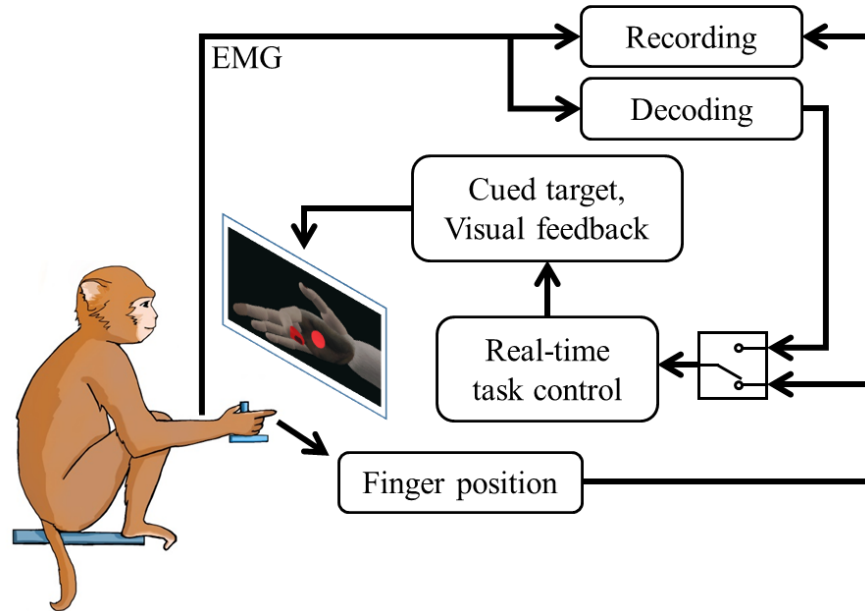 Recording
EMG
Decoding
Cued target,
Visual feedback
Real-time
task control
Finger position